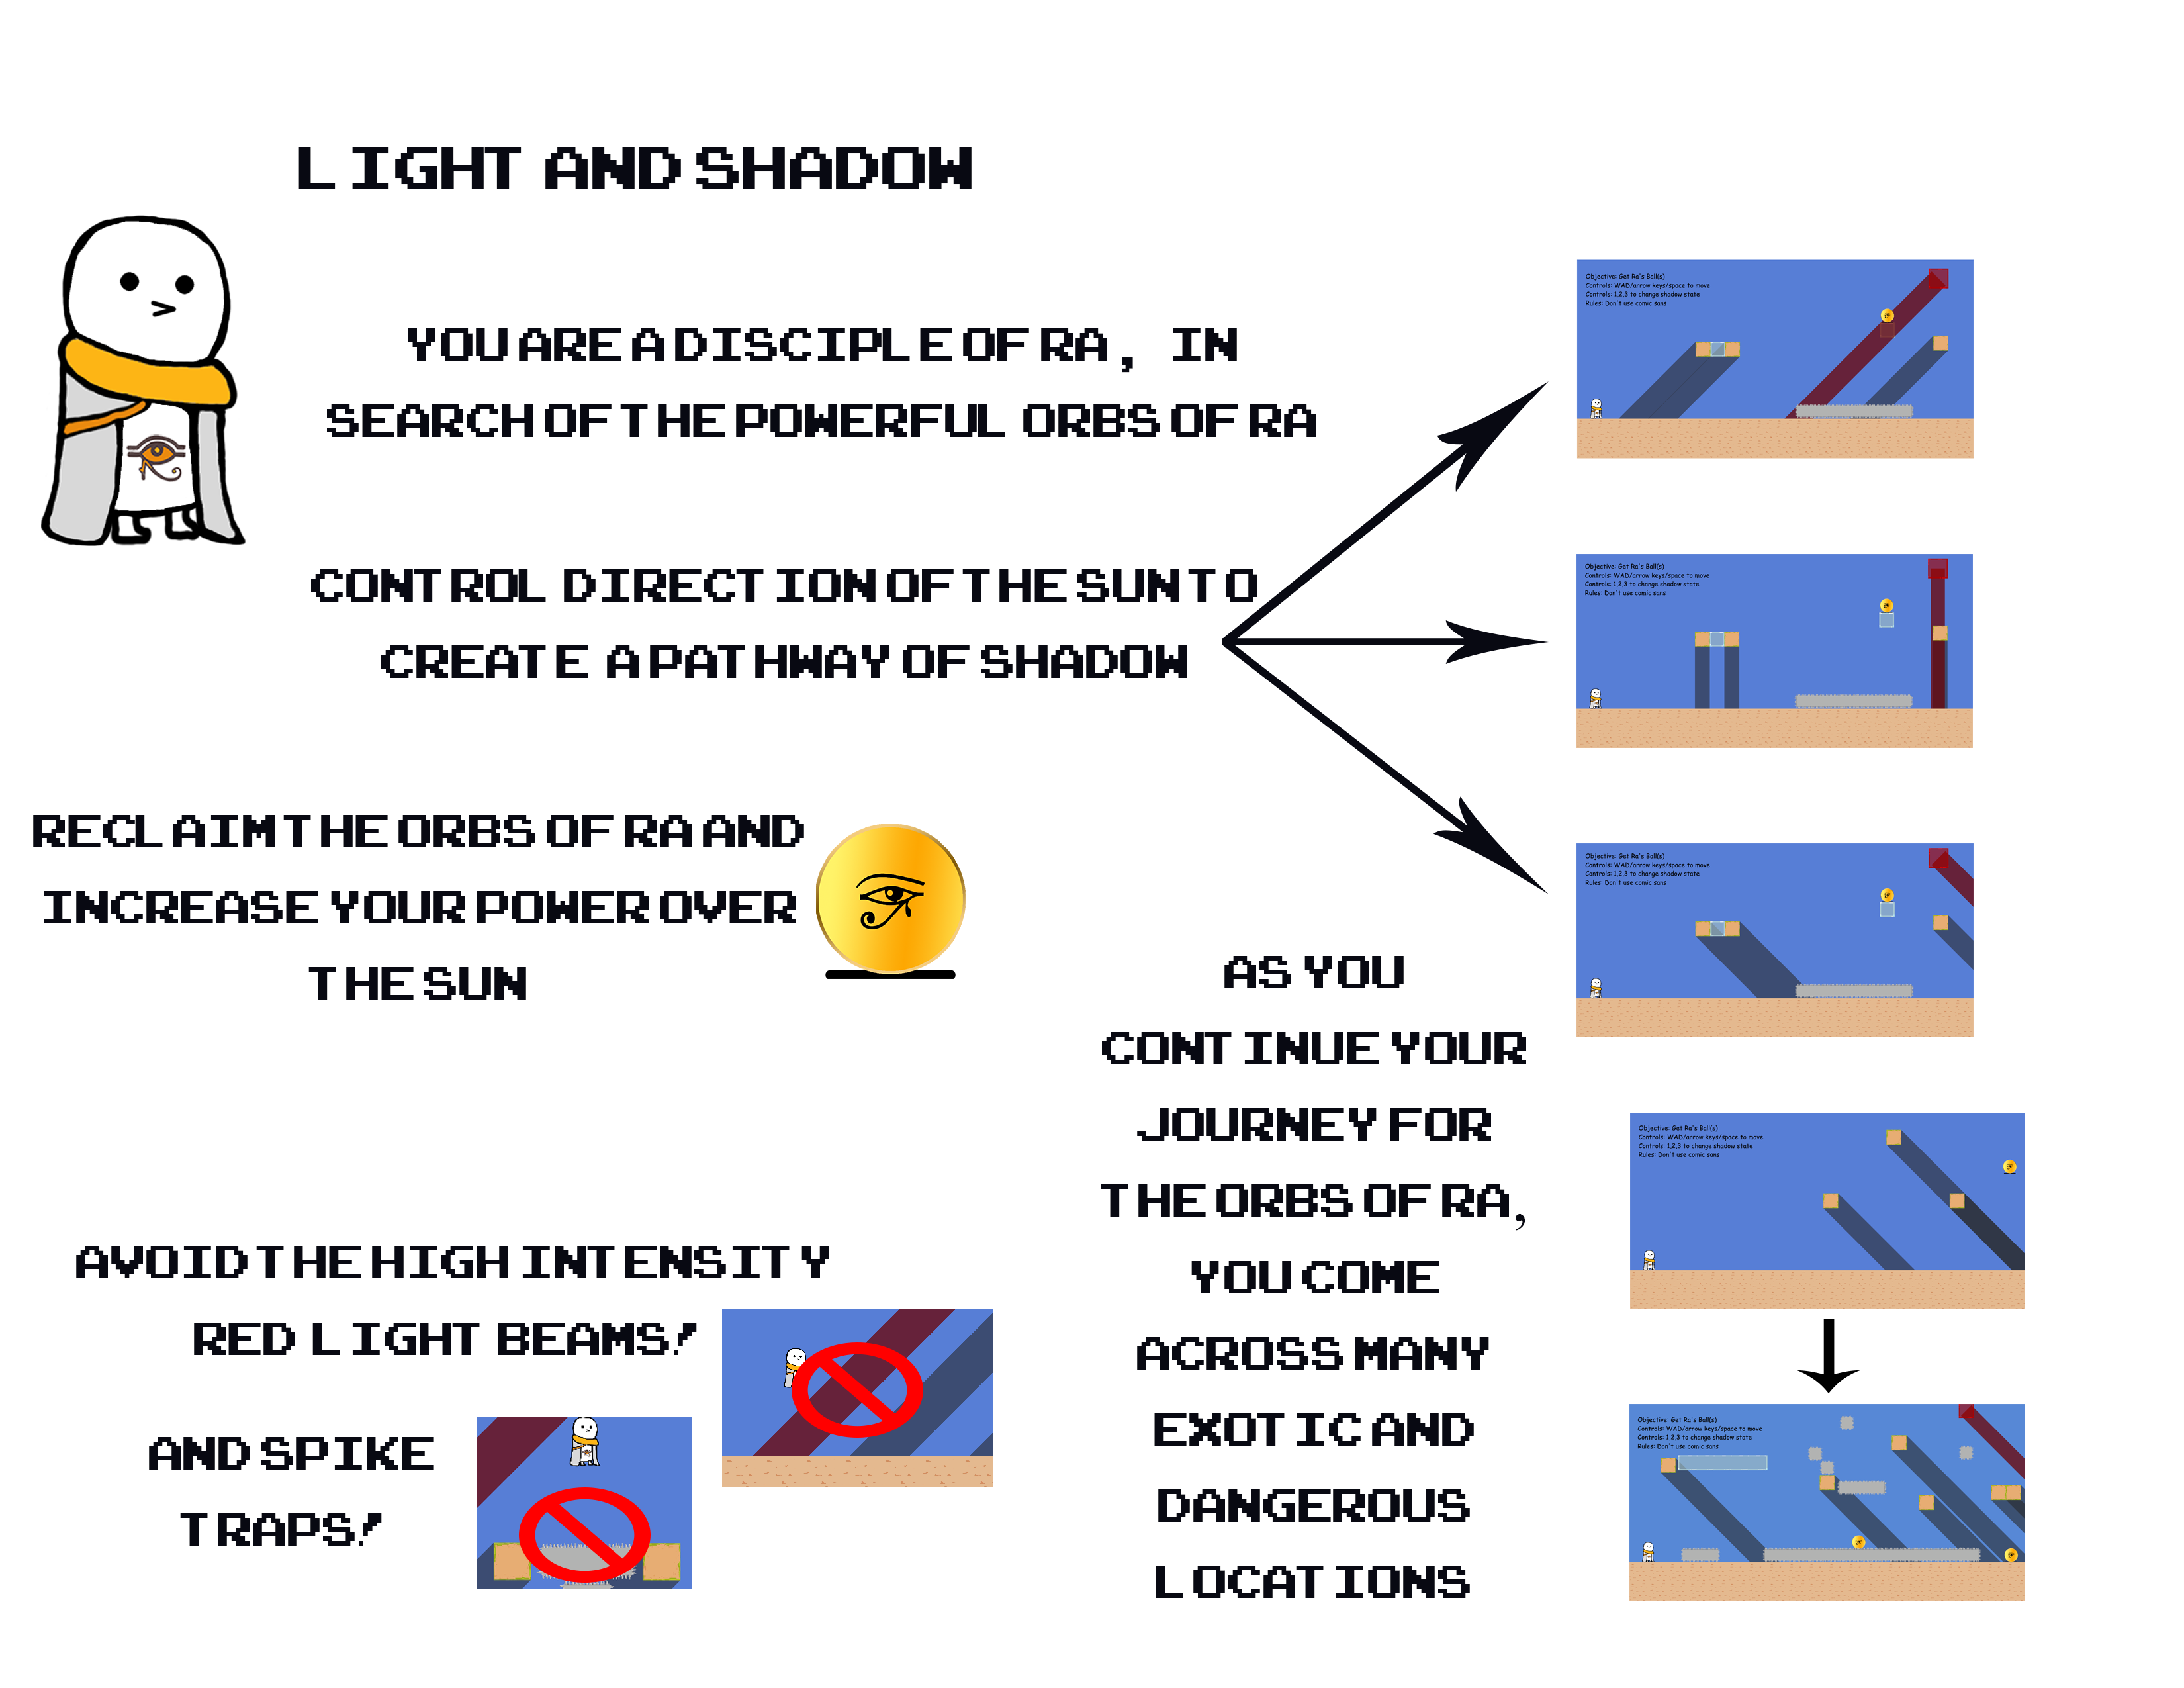 LIGHT AND SHADOW
YOU ARE A DISCIPLE OF RA, IN
SEARCH OF THE POWERFUL ORBS OF RA
CONTROL DIRECTION OF THE SUN TO
CREATE A PATHWAY OF SHADOW
RECLAIM THE ORBS OF RA AND
INCREASE YOUR POWER OVER
THE SUN
AVOID THE HIGH INTENSITY
RED LIGHT BEAMS!
AND SPIKE
TRAPS!
AS YOU
CONTINUE YOUR
JOURNEY FOR
THE ORBS OF RA,
YOU COME
ACROSS MANY
EXOTIC AND
DANGEROUS
LOCATIONS
Objective: Get Ra's Ball(s)
Controls: WAD/arrow keys/space to move
Controls: 1,2,3 to change shadow state
Rules: Don't use comic sans
Objective: Get Ra's Ball(s)
Controls: WAD/arrow keys/space to move
Controls: 1,2,3 to change shadow state
Rules: Don't use comic sans
Objective: Get Ra's Ball(s)
Controls: WAD/arrow keys/space to move
Controls: 1,2,3 to change shadow state
Rules: Don't use comic sans
Objective: Get Ra's Ball(s)
Controls: WAD/arrow keys/space to move
Controls: 1,2,3 to change shadow state
Rules: Don't use comic sans
Objective: Get Ra's Ball(s)
Controls: WAD/arrow keys/space to move
Controls: 1,2,3 to change shadow state
Rules: Don't use comic sans